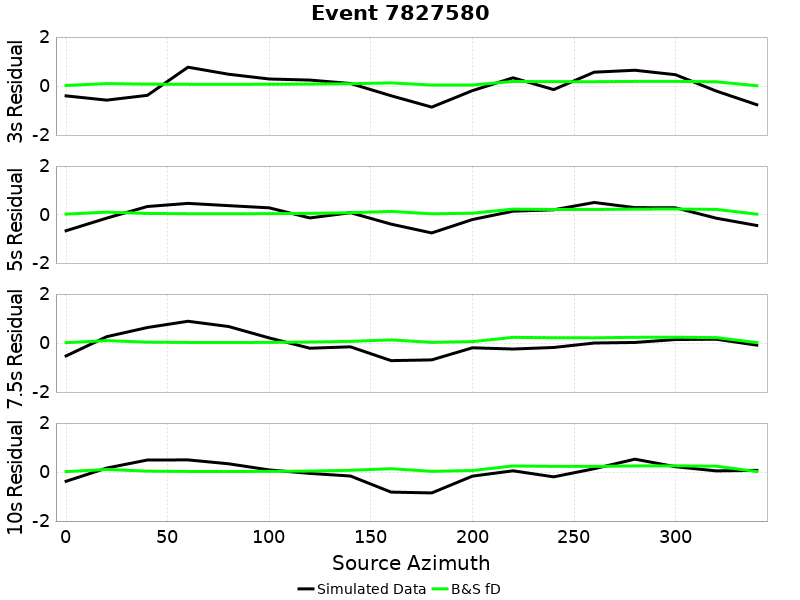 Event 7827580
3s Residual
2
0
-2
5s Residual
2
0
-2
7.5s Residual
2
0
-2
10s Residual
2
0
-2
0 50 100 150 200 250 300
Source Azimuth
Simulated Data B&S fD